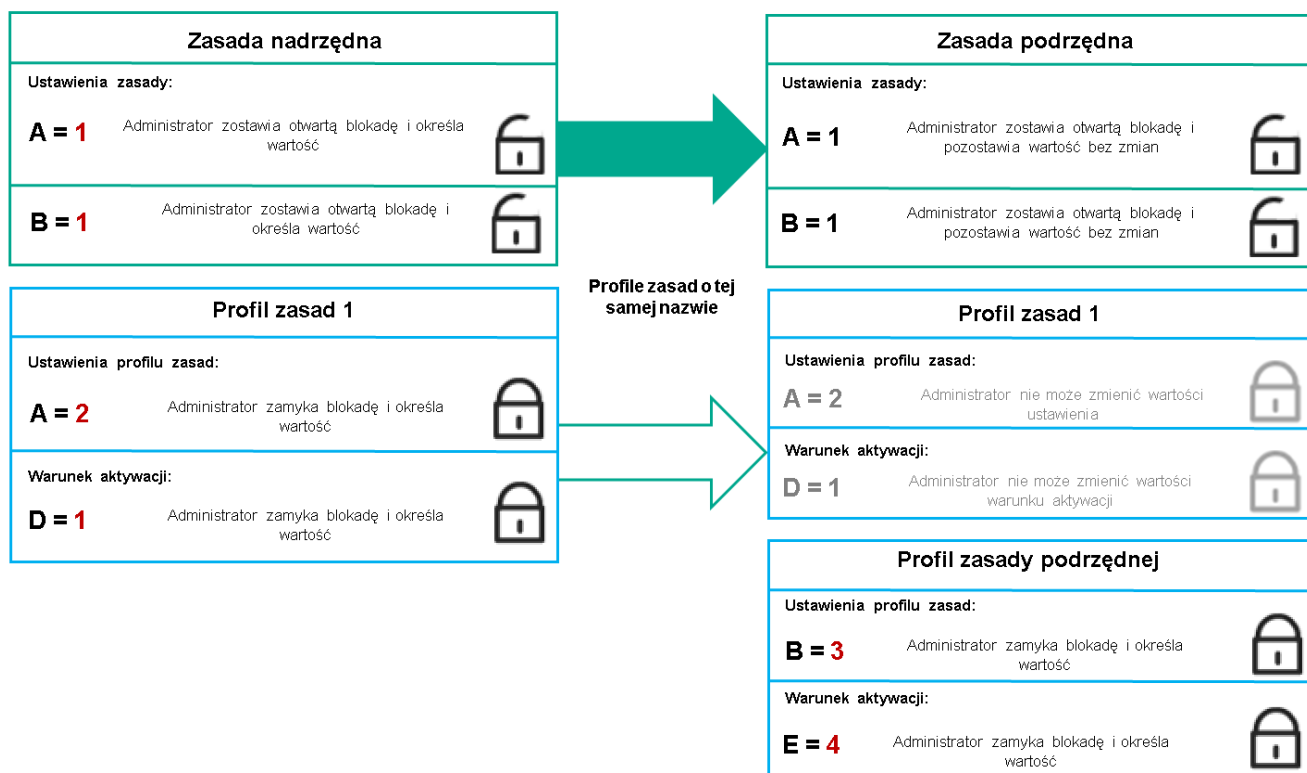 Zasada nadrzędna
Ustawienia zasady:
A = 1
Administrator zostawia otwartą blokadę i określa
wartość
B = 1
Administrator zostawia otwartą blokadę i
określa wartość
Profil zasad 1
Ustawienia profilu zasad:
A = 2
Administrator zamyka blokadę i określa
wartość
Warunek aktywacji:
D = 1
Administrator zamyka blokadę i określa
wartość
Profile zasad o tej
samej nazwie
Zasada podrzędna
Ustawienia zasady:
A = 1
Administrator zostawia otwartą blokadę i
pozostawia wartość bez zmian
B = 1
Administrator zostawia otwartą blokadę i
pozostawia wartość bez zmian
Profil zasad 1
Ustawienia profilu zasad:
A = 2
Administrator nie może zmienić wartości
ustawienia
Warunek aktywacji:
D = 1
Administrator nie może zmienić wartości
warunku aktywacji
Profil zasady podrzędnej
Ustawienia profilu zasad:
B = 3
Administrator zamyka blokadę i określa
wartość
Warunek aktywacji:
E = 4
Administrator zamyka blokadę i określa
wartość